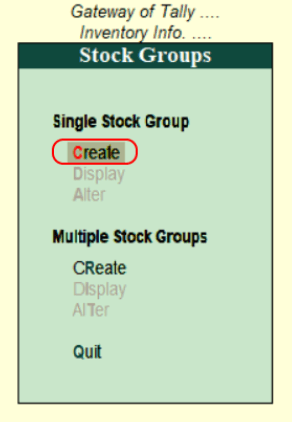 Gateway of Tally ....
Inventory Info. ....
Stock Groups
Single Stock Group
Create
Display
Alter
Multiple Stock Groups
CReate
DIsplay
AlTer
Quit